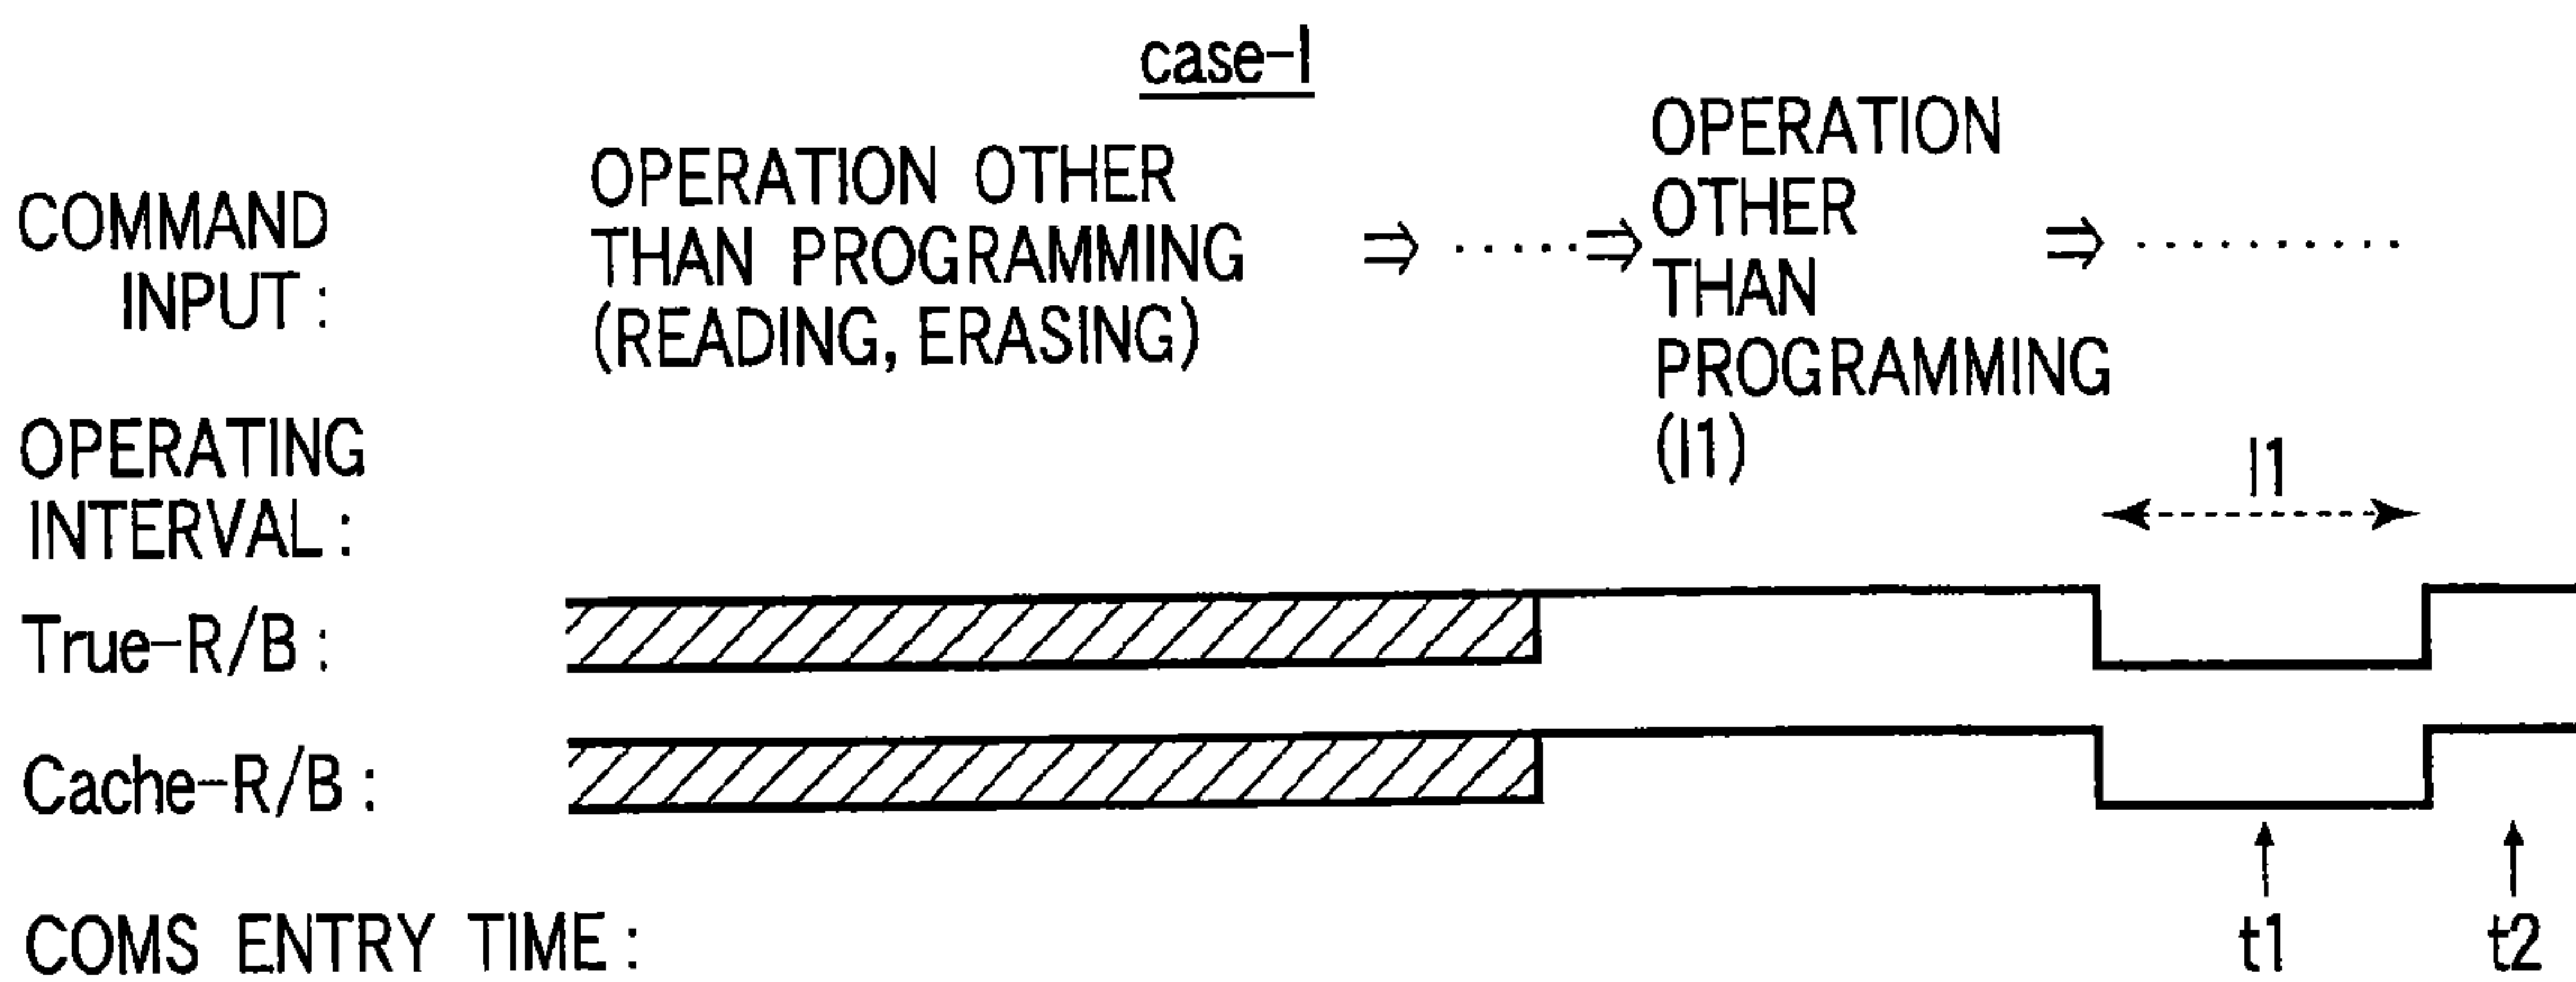 case-I
COMMAND
INPUT :
OPERATION OTHER
THAN PROGRAMMING
(READING, ERASING)
⇒ ..... ⇒
OPERATION
OTHER
THAN
PROGRAMMING
(I1)
⇒ ..........
OPERATING
INTERVAL :
I1
True-R/B :
Cache-R/B :
COMS ENTRY TIME :
t1
t2